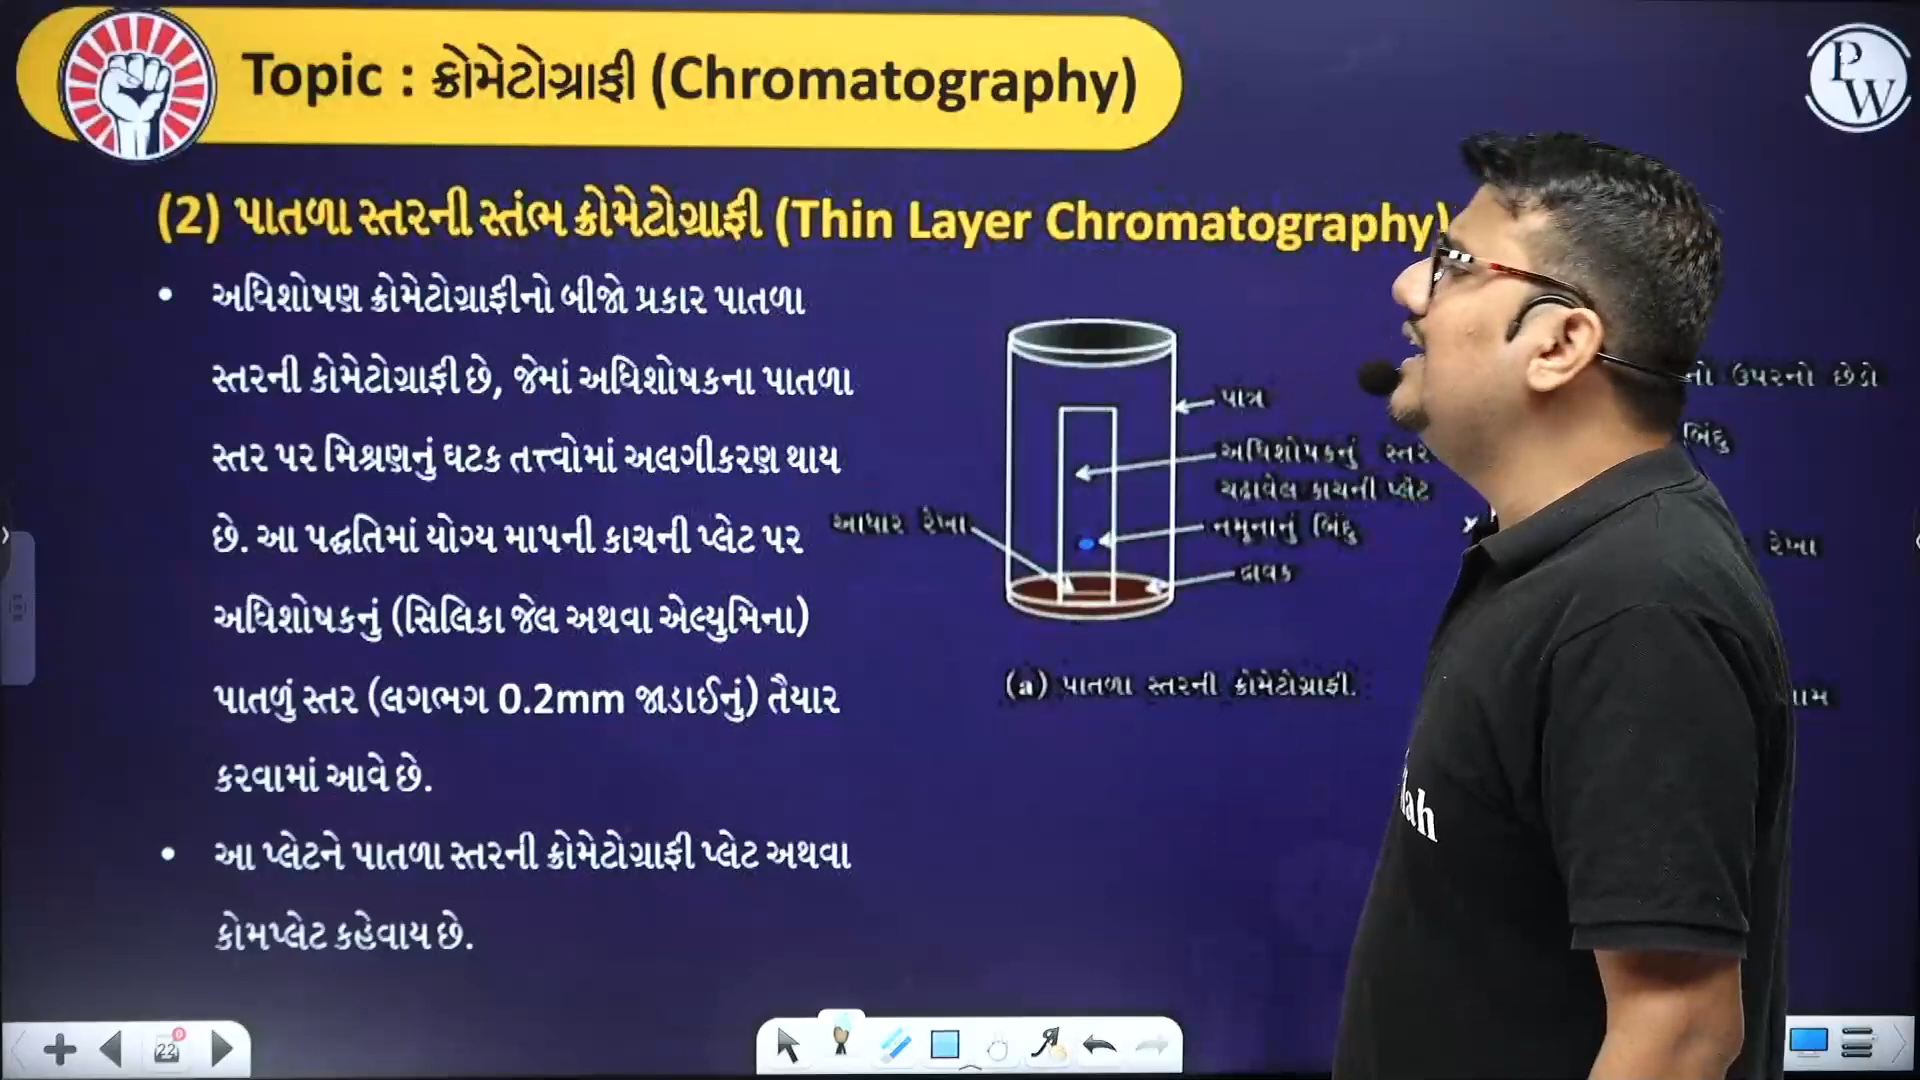 Topic : ક્રોમેટોગ્રાફી (Chromatography)
PW
(2) પાતળા સ્તરની સ્તંભ ક્રોમેટોગ્રાફી (Thin Layer Chromatography)
• અધિશોષણ ક્રોમેટોગ્રાફીનો બીજો પ્રકાર પાતળા
સ્તરની કોમેટોગ્રાફી છે, જેમાં અધિશોષકના પાતળા
સ્તર પર મિશ્રણનું ઘટક તત્ત્વોમાં અલગીકરણ થાય
છે. આ પદ્ધતિમાં યોગ્ય માપની કાચની પ્લેટ પર
અધિશોષકનું (સિલિકા જેલ અથવા એલ્યુમિના)
પાતળું સ્તર (લગભગ 0.2mm જાડાઈનું) તૈયાર
કરવામાં આવે છે.
• આ પ્લેટને પાતળા સ્તરની ક્રોમેટોગ્રાફી પ્લેટ અથવા
કોમપ્લેટ કહેવાય છે.
પાત્ર
અધિશોષકનું સ્તર
ચઢાવેલ કાચની પ્લેટ
આધાર રેખા
નમૂનાનું બિંદુ
દ્રાવક
(a) પાતળા સ્તરની ક્રોમેટોગ્રાફી.
નો ઉપરનો છેડો
બિંદુ
x
રેખા
22